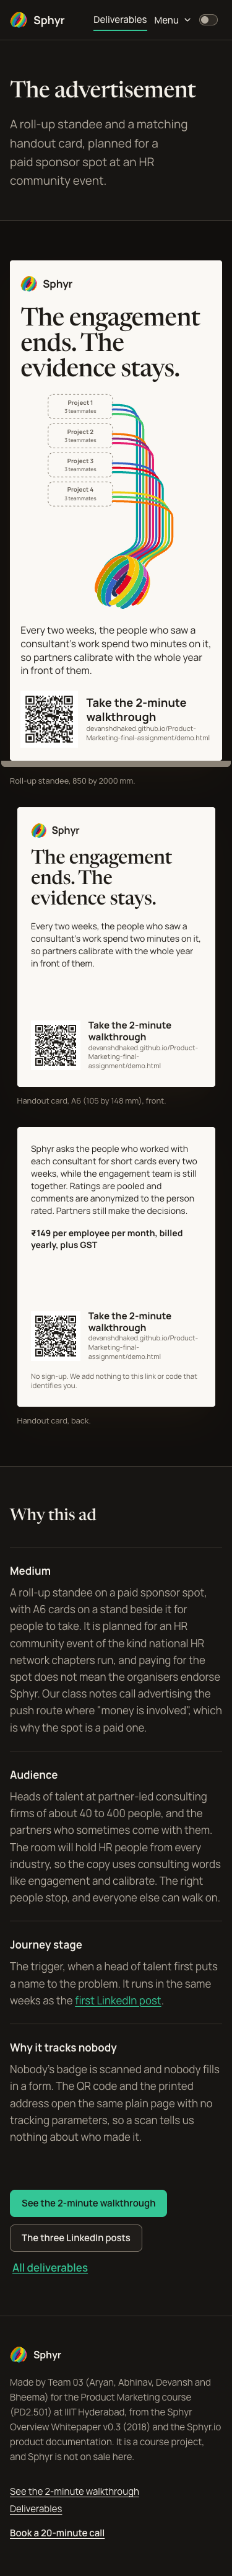 Sphyr
Deliverables
Menu
The advertisement
A roll-up standee and a matching
handout card, planned for a
paid sponsor spot at an HR
community event.
Sphyr
The engagement
ends. The
evidence stays.
Project 1
3 teammates
Project 2
3 teammates
Project 3
3 teammates
Project 4
3 teammates
Every two weeks, the people who saw a
consultant's work spend two minutes on it,
so partners calibrate with the whole year
in front of them.
Take the 2-minute
walkthrough
devanshdhaked.github.io/Product-
Marketing-final-assignment/demo.html
Roll-up standee, 850 by 2000 mm.
Sphyr
The engagement
ends. The
evidence stays.
Every two weeks, the people who saw a
consultant's work spend two minutes on it,
so partners calibrate with the whole year
in front of them.
Take the 2-minute
walkthrough
devanshdhaked.github.io/Product-
Marketing-final-
assignment/demo.html
Handout card, A6 (105 by 148 mm), front.
Sphyr asks the people who worked with
each consultant for short cards every two
weeks, while the engagement team is still
together. Ratings are pooled and
comments are anonymized to the person
rated. Partners still make the decisions.
₹149 per employee per month, billed
yearly, plus GST
Take the 2-minute
walkthrough
devanshdhaked.github.io/Product-
Marketing-final-
assignment/demo.html
No sign-up. We add nothing to this link or code that
identifies you.
Handout card, back.
Why this ad
Medium
A roll-up standee on a paid sponsor spot,
with A6 cards on a stand beside it for
people to take. It is planned for an HR
community event of the kind national HR
network chapters run, and paying for the
spot does not mean the organisers endorse
Sphyr. Our class notes call advertising the
push route where "money is involved", which
is why the spot is a paid one.
Audience
Heads of talent at partner-led consulting
firms of about 40 to 400 people, and the
partners who sometimes come with them.
The room will hold HR people from every
industry, so the copy uses consulting words
like engagement and calibrate. The right
people stop, and everyone else can walk on.
Journey stage
The trigger, when a head of talent first puts
a name to the problem. It runs in the same
weeks as the first LinkedIn post.
Why it tracks nobody
Nobody's badge is scanned and nobody fills
in a form. The QR code and the printed
address open the same plain page with no
tracking parameters, so a scan tells us
nothing about who made it.
See the 2-minute walkthrough
The three LinkedIn posts
All deliverables
Sphyr
Made by Team 03 (Aryan, Abhinav, Devansh and
Bheema) for the Product Marketing course
(PD2.501) at IIIT Hyderabad, from the Sphyr
Overview Whitepaper v0.3 (2018) and the Sphyr.io
product documentation. It is a course project,
and Sphyr is not on sale here.
See the 2-minute walkthrough
Deliverables
Book a 20-minute call